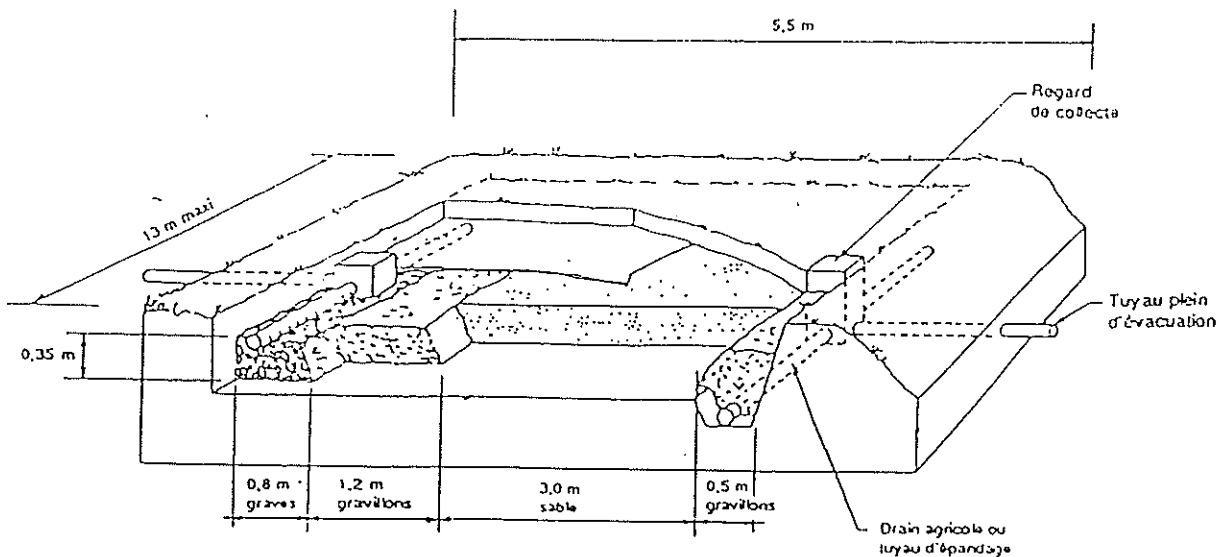 5,5 m
Regard
de collecte
13 m maxi
Tuyau plein
d'évacuation
0,35 m
0,8 m
graves
1,2 m
gravillons
3,0 m
sable
0,5 m
gravillons
Drain agricole ou
tuyau d'épandage